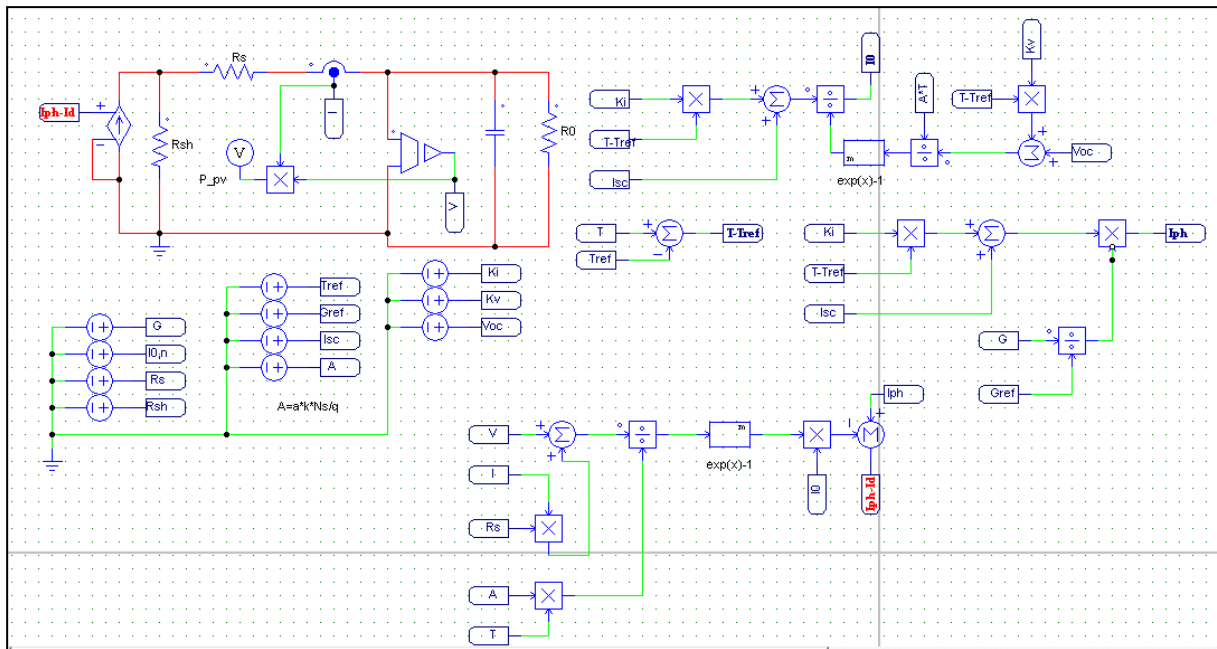 Rs
Iph-Id
+
−
Rsh
I
V
P_pv
R0
V
Ki
T-Tref
Isc
I0
A*T
exp(x)-1
Kv
T-Tref
Voc
T
Tref
T-Tref
Ki
T-Tref
Isc
Iph
G
Gref
G
I0,n
Rs
Rsh
Tref
Gref
Isc
A
Ki
Kv
Voc
A=a*k*Ns/q
V
I
Rs
A
T
m
exp(x)-1
m
I0
Iph
M
Iph-Id